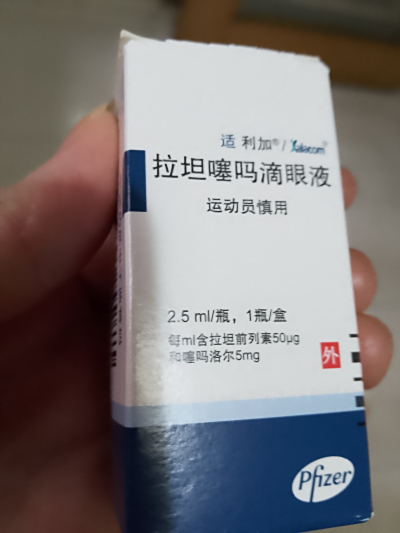 适利加®/Xalacom®
拉坦噻吗滴眼液
运动员慎用
2.5 ml/瓶，1瓶/盒
每ml含拉坦前列素50μg
和噻吗洛尔5mg
外
Pfizer